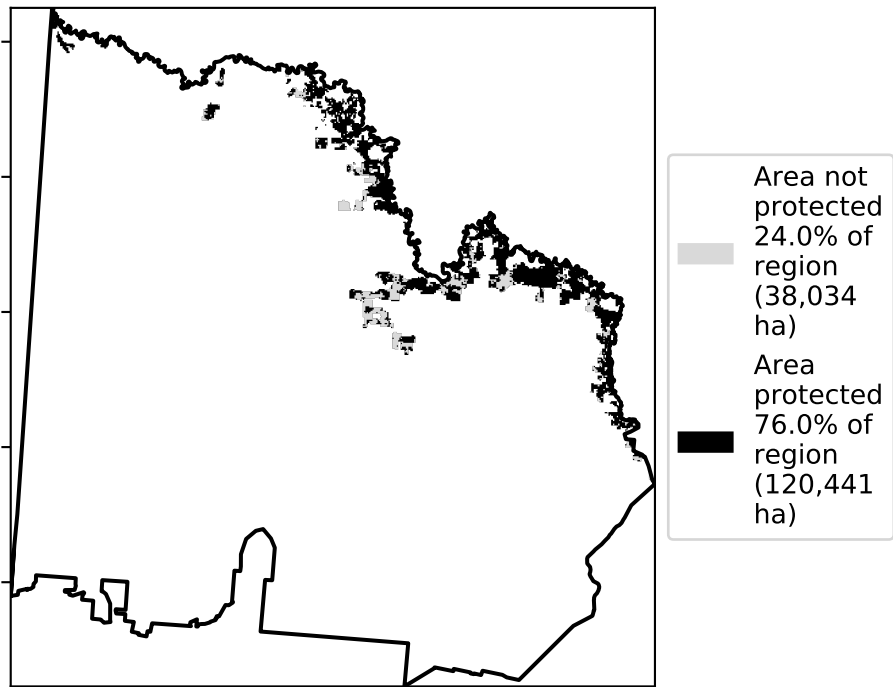 Area not
protected
24.0% of
region
(38,034
ha)
Area
protected
76.0% of
region
(120,441
ha)